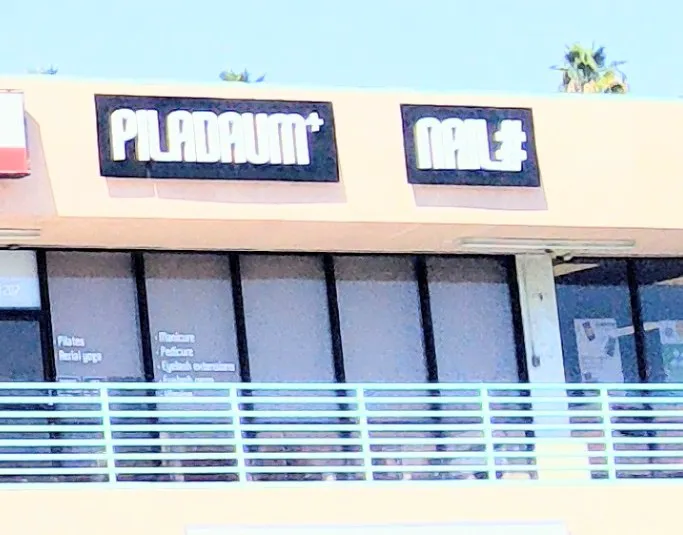 PILADAUM+
NAIL#
Pilates
Aerial yoga
Manicure
Pedicure
Eyelash extensions